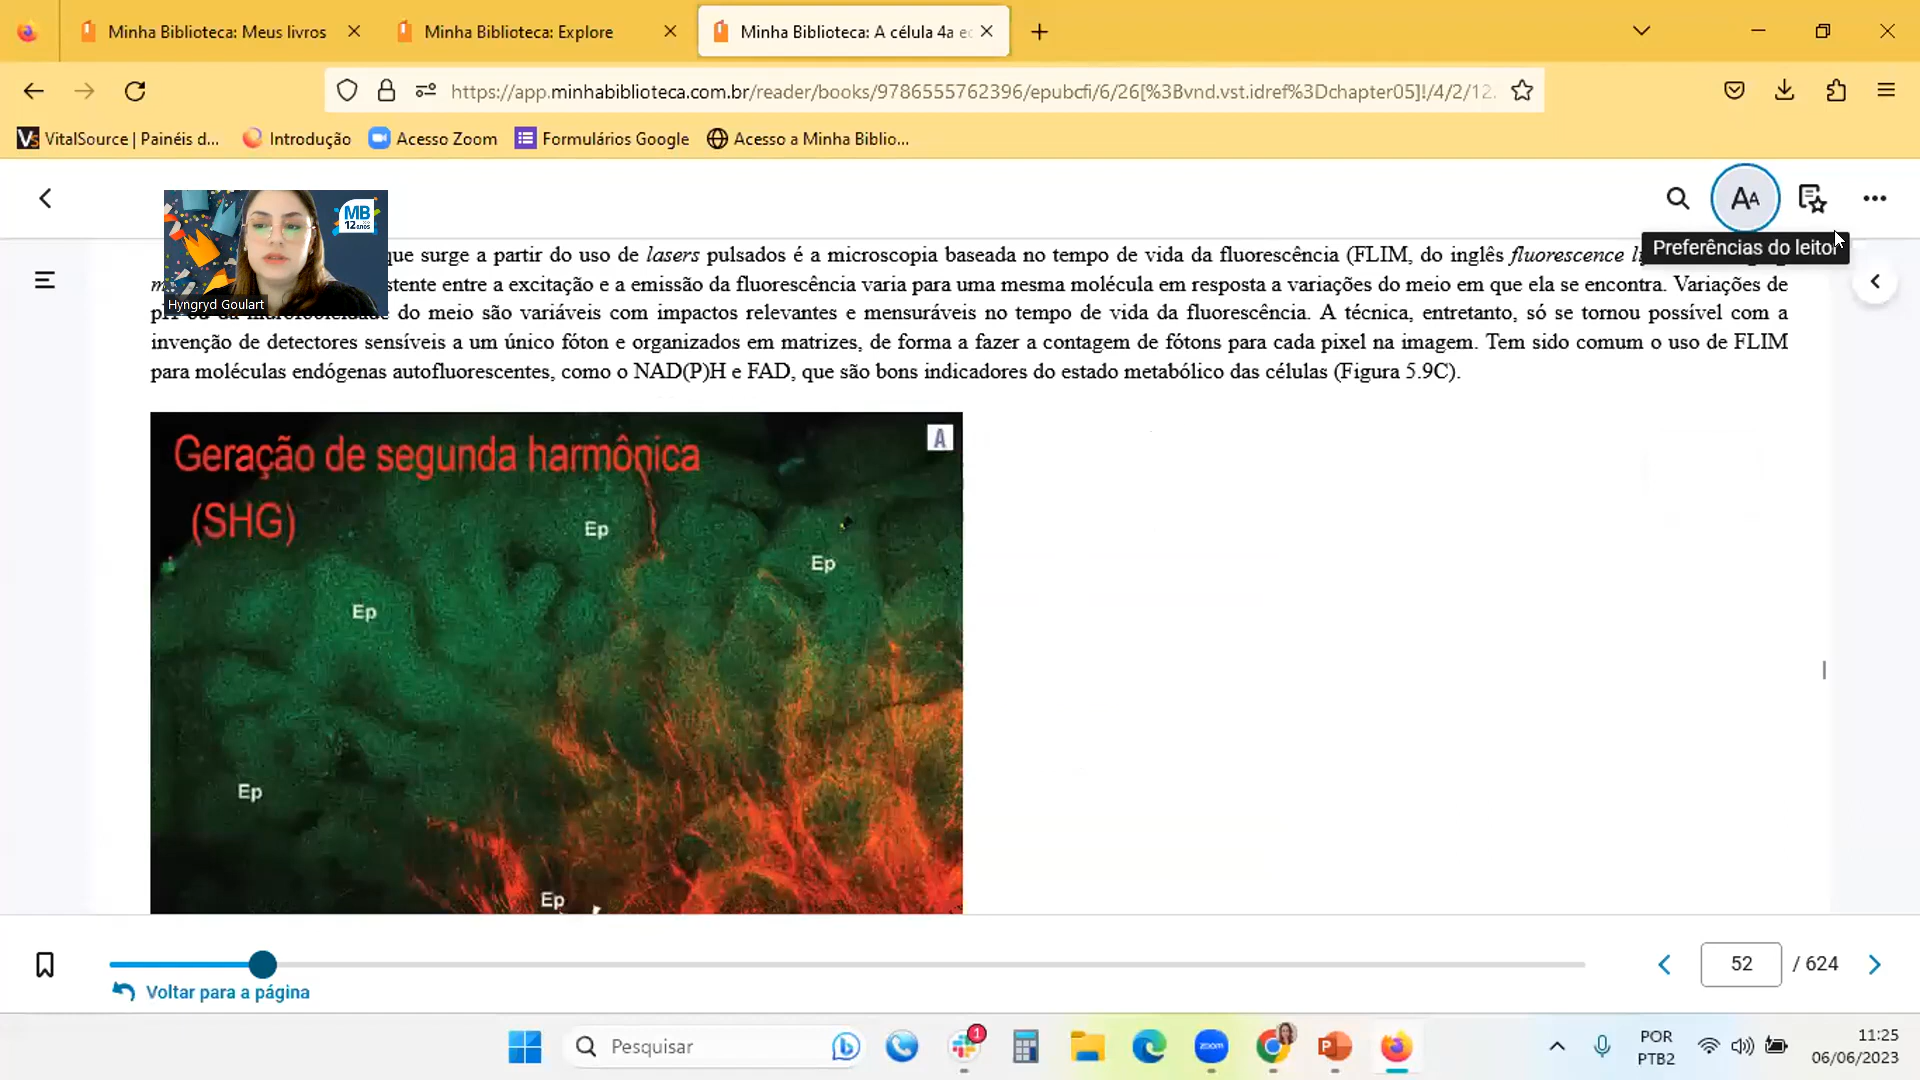 Minha Biblioteca: Meus livros
Minha Biblioteca: Explore
Minha Biblioteca: A célula 4a
https://app.minhabiblioteca.com.br/reader/books/9786555762396/epubcfi/6/26[%3Bvnd.vst.idref%3Dchapter05]!/4/2/12.
VitalSource | Painéis d...
Introdução
Acesso Zoom
Formulários Google
Acesso a Minha Biblio...
AA
Preferências do leitor
MB
12 anos
Hyngryd Goulart
que surge a partir do uso de lasers pulsados é a microscopia baseada no tempo de vida da fluorescência (FLIM, do inglês fluorescence
entre a excitação e a emissão da fluorescência varia para uma mesma molécula em resposta a variações do meio em que ela se encontra. Variações de
do meio são variáveis com impactos relevantes e mensuráveis no tempo de vida da fluorescência. A técnica, entretanto, só se tornou possível com a
invenção de detectores sensíveis a um único fóton e organizados em matrizes, de forma a fazer a contagem de fótons para cada pixel na imagem. Tem sido comum o uso de FLIM
para moléculas endógenas autofluorescentes, como o NAD(P)H e FAD, que são bons indicadores do estado metabólico das células (Figura 5.9C).
Geração de segunda harmônica
(SHG)
A
Ep
Ep
Ep
Ep
Ep
52 / 624
Voltar para a página
Pesquisar
1
zoom
POR
PTB2
11:25
06/06/2023